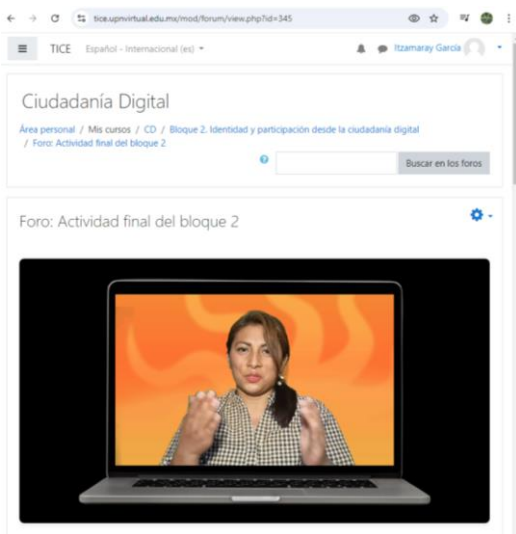 tice.upnvirtual.edu.mx/mod/forum/view.php?id=345
TICE Español - Internacional (es) Itzamaray García
Ciudadanía Digital
Área personal / Mis cursos / CD / Bloque 2. Identidad y participación desde la ciudadanía digital
/ Foro: Actividad final del bloque 2
Buscar en los foros
Foro: Actividad final del bloque 2